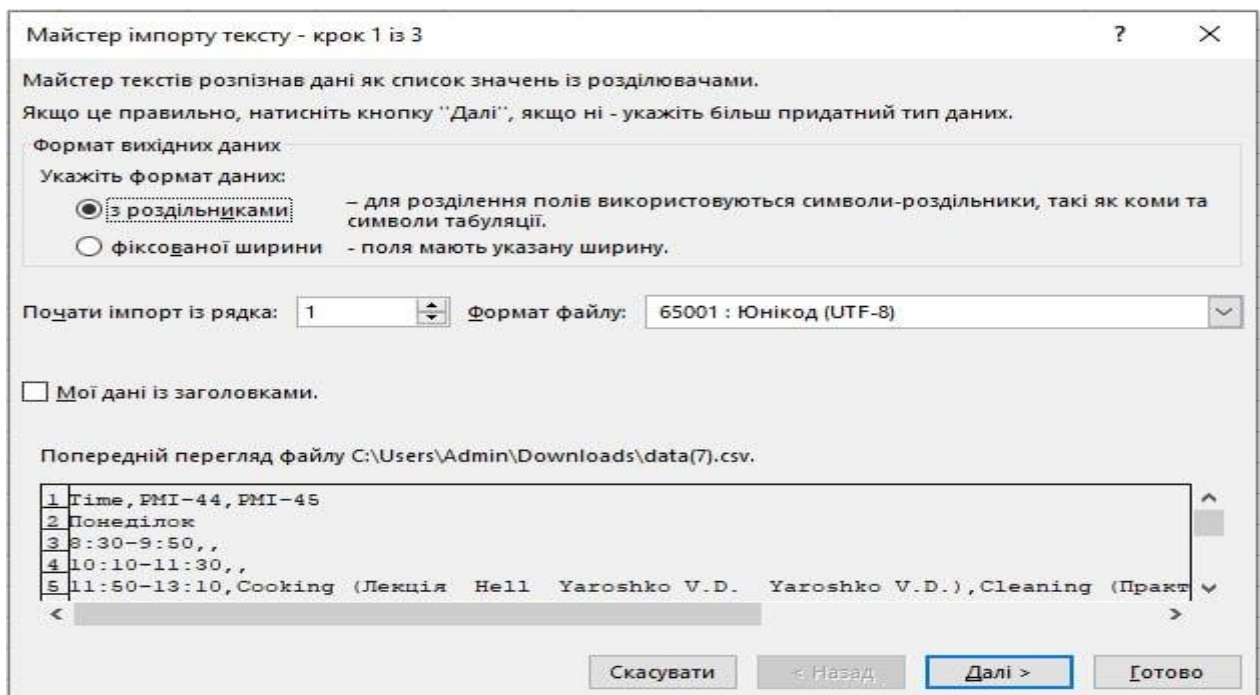 Майстер імпорту тексту - крок 1 із 3 ? ×
Майстер текстів розпізнав дані як список значень із розділювачами.
Якщо це правильно, натисніть кнопку "Далі", якщо ні - укажіть більш придатний тип даних.
Формат вихідних даних
Укажіть формат даних:
з роздільниками – для розділення полів використовуються символи-роздільники, такі як коми та
символи табуляції.
фіксованої ширини - поля мають указану ширину.
Почати імпорт із рядка: 1 Формат файлу: 65001 : Юнікод (UTF-8)
Мої дані із заголовками.
Попередній перегляд файлу C:\Users\Admin\Downloads\data(7).csv.
1 Time,PMI-44,PMI-45
2 Понеділок
3 8:30-9:50,,
4 10:10-11:30,,
5 11:50-13:10,Cooking (Лекція Hell Yaroshko V.D. Yaroshko V.D.),Cleaning (Практ
Скасувати < Назад Далі > Готово